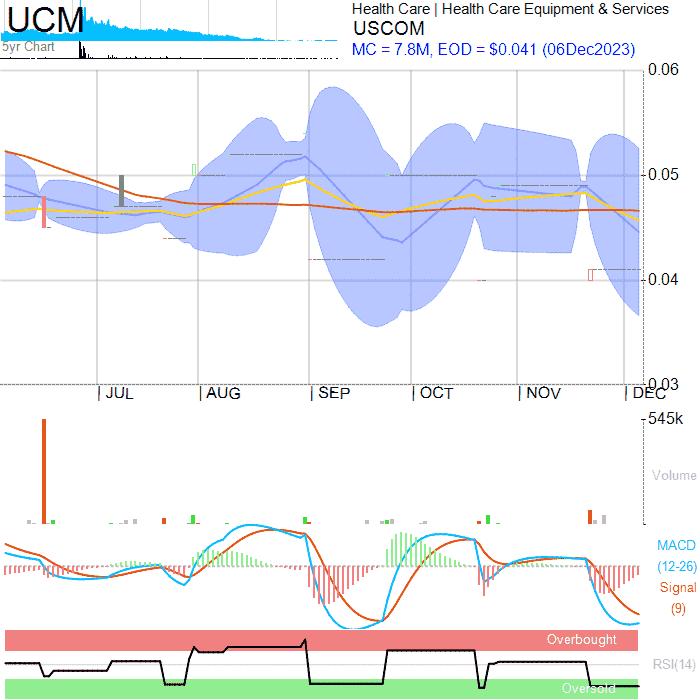 UCM
Health Care | Health Care Equipment & Services
USCOM
MC = 7.8M, EOD = $0.041 (06Dec2023)
5yr Chart
0.06
0.05
0.04
0.03
JUL
AUG
SEP
OCT
NOV
DEC
545k
Volume
MACD
(12-26)
Signal
(9)
Overbought
RSI(14)
Oversold